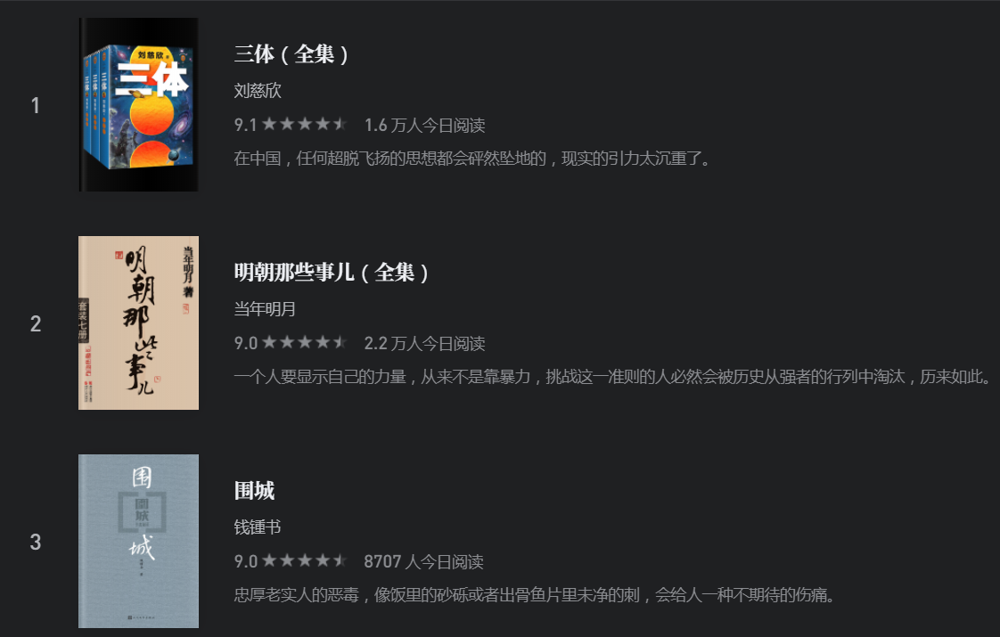 1
刘慈欣 著
三体
三体
三体
三体
三体（全集）
刘慈欣
9.1 ★★★★★ 1.6 万人今日阅读
在中国，任何超脱飞扬的思想都会砰然坠地的，现实的引力太沉重了。
2
当年明月 著
明朝那些事儿
套装七册
明朝那些事儿（全集）
当年明月
9.0 ★★★★★ 2.2 万人今日阅读
一个人要显示自己的力量，从来不是靠暴力，挑战这一准则的人必然会被历史从强者的行列中淘汰，历来如此。
3
围
圍城
城
围城
钱锺书
9.0 ★★★★★ 8707 人今日阅读
忠厚老实人的恶毒，像饭里的砂砾或者出骨鱼片里未净的刺，会给人一种不期待的伤痛。